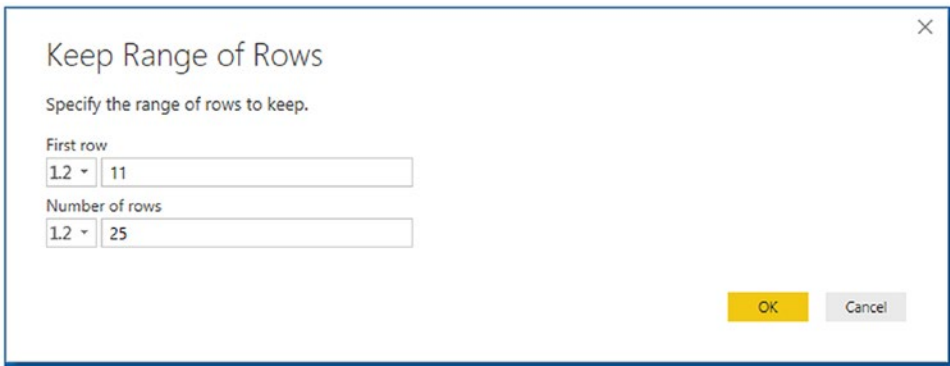 Keep Range of Rows
Specify the range of rows to keep.
First row
1.2 11
Number of rows
1.2 25
OK Cancel